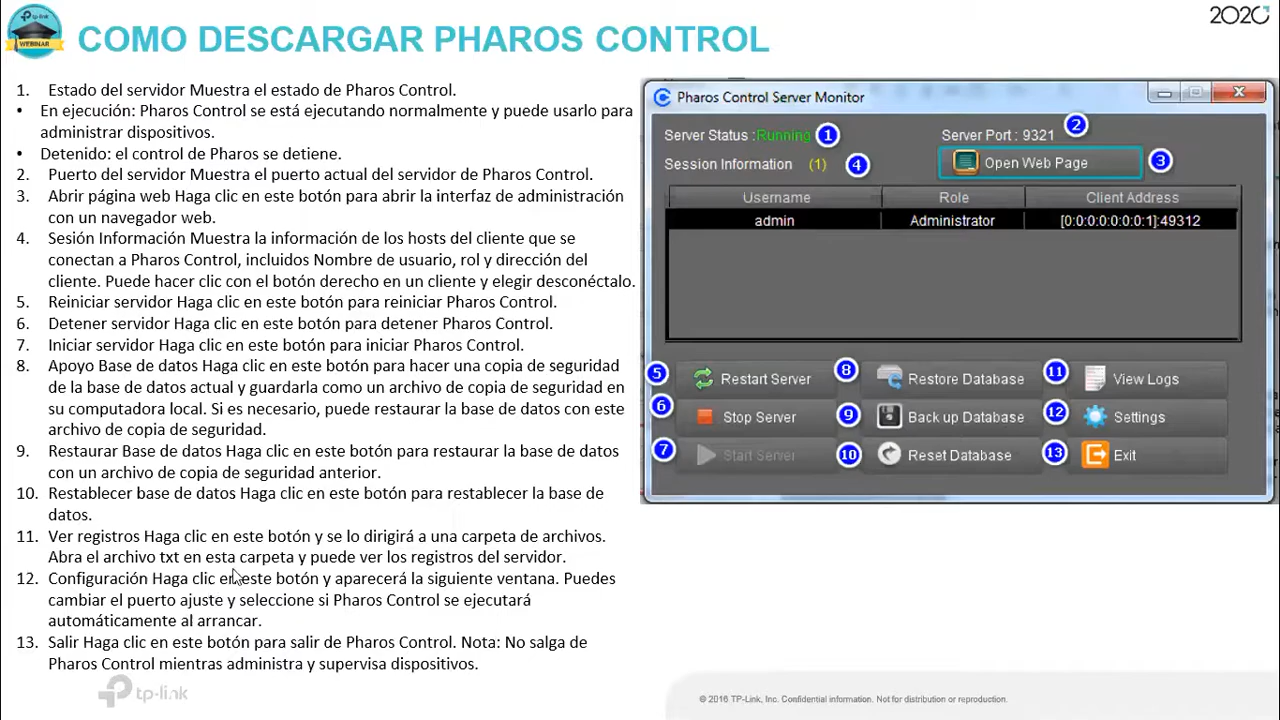 tp-link
WEBINAR
2020
COMO DESCARGAR PHAROS CONTROL
1. Estado del servidor Muestra el estado de Pharos Control.
• En ejecución: Pharos Control se está ejecutando normalmente y puede usarlo para
administrar dispositivos.
• Detenido: el control de Pharos se detiene.
2. Puerto del servidor Muestra el puerto actual del servidor de Pharos Control.
3. Abrir página web Haga clic en este botón para abrir la interfaz de administración
con un navegador web.
4. Sesión Información Muestra la información de los hosts del cliente que se
conectan a Pharos Control, incluidos Nombre de usuario, rol y dirección del
cliente. Puede hacer clic con el botón derecho en un cliente y elegir desconéctalo.
5. Reiniciar servidor Haga clic en este botón para reiniciar Pharos Control.
6. Detener servidor Haga clic en este botón para detener Pharos Control.
7. Iniciar servidor Haga clic en este botón para iniciar Pharos Control.
8. Apoyo Base de datos Haga clic en este botón para hacer una copia de seguridad
de la base de datos actual y guardarla como un archivo de copia de seguridad en
su computadora local. Si es necesario, puede restaurar la base de datos con este
archivo de copia de seguridad.
9. Restaurar Base de datos Haga clic en este botón para restaurar la base de datos
con un archivo de copia de seguridad anterior.
10. Restablecer base de datos Haga clic en este botón para restablecer la base de
datos.
11. Ver registros Haga clic en este botón y se lo dirigirá a una carpeta de archivos.
Abra el archivo txt en esta carpeta y puede ver los registros del servidor.
12. Configuración Haga clic en este botón y aparecerá la siguiente ventana. Puedes
cambiar el puerto ajuste y seleccione si Pharos Control se ejecutará
automáticamente al arrancar.
13. Salir Haga clic en este botón para salir de Pharos Control. Nota: No salga de
Pharos Control mientras administra y supervisa dispositivos.
Pharos Control Server Monitor
Server Status : Running 1 Server Port : 9321 2
Session Information (1) 4 Open Web Page 3
Username Role Client Address
admin Administrator [0:0:0:0:0:0:0:1]:49312
5 Restart Server 8 Restore Database 11 View Logs
6 Stop Server 9 Back up Database 12 Settings
7 Start Server 10 Reset Database 13 Exit
tp-link
© 2016 TP-Link, Inc. Confidential information. Not for distribution or reproduction.